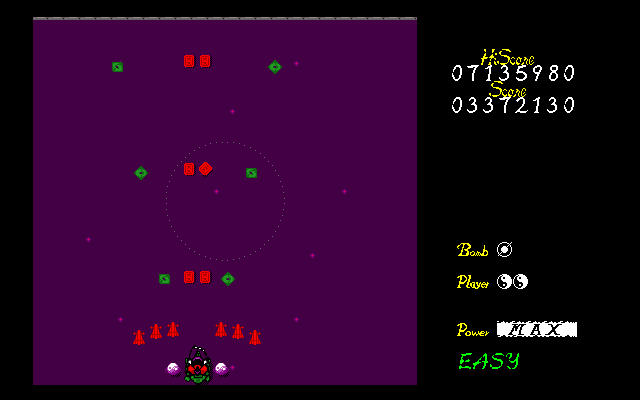 HiScore
07135980
Score
03372130
Bomb
Player
Power MAX
EASY